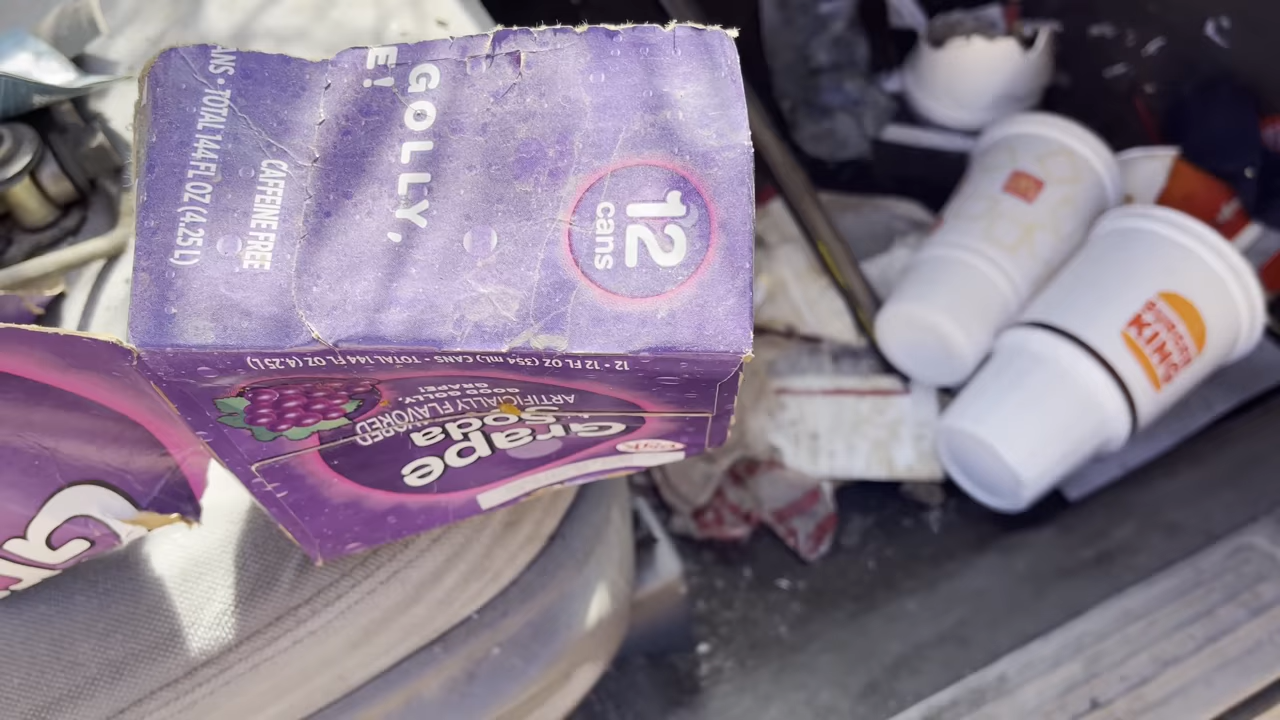 GOLLY,
E!
12
cans
CAFFEINE FREE
ANS • TOTAL 144 FL OZ (4.25L)
12 - 12 FL OZ (354 mL) CANS - TOTAL 144 FL OZ (4.25L)
GOOD GOLLY,
GRAPE!
ARTIFICIALLY FLAVORED
Grape
Soda
BURGER
KING